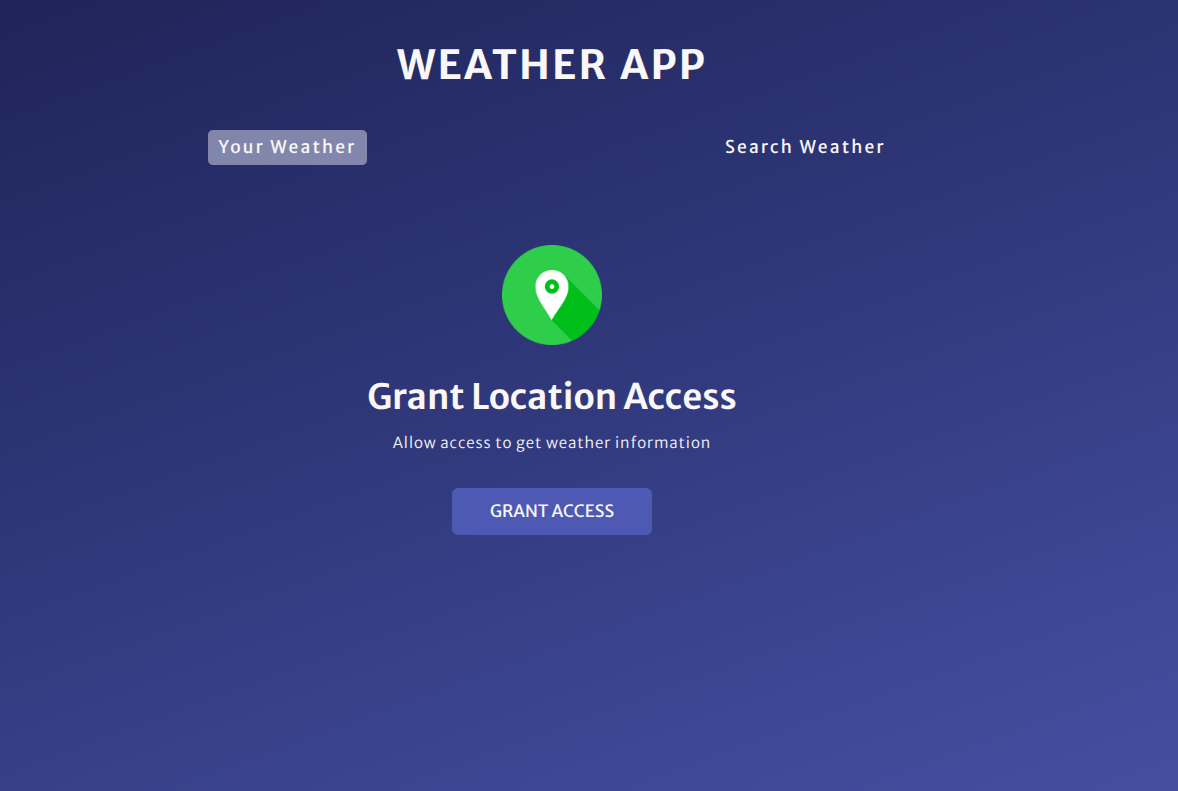 WEATHER APP
Your Weather
Search Weather
Grant Location Access
Allow access to get weather information
GRANT ACCESS